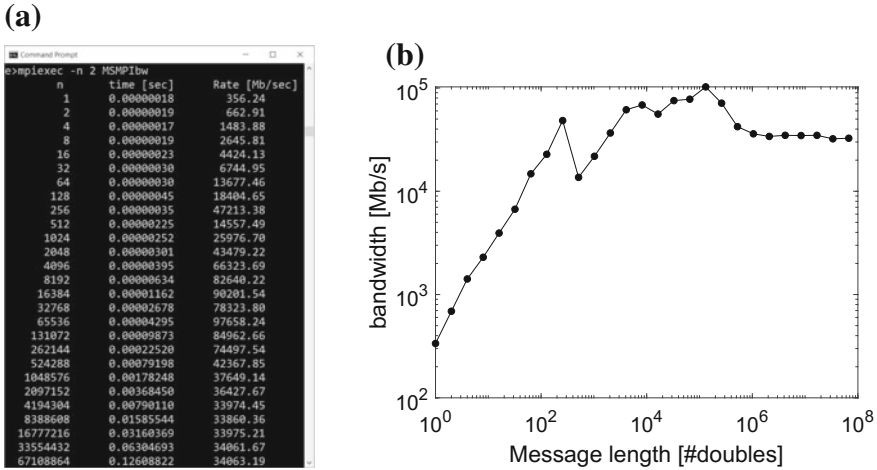 (a)
Command Prompt
e>mpiexec -n 2 MSMPIbw
n time [sec] Rate [Mb/sec]
1 0.00000018 356.24
2 0.00000019 662.91
4 0.00000017 1483.88
8 0.00000019 2645.81
16 0.00000023 4424.13
32 0.00000030 6744.95
64 0.00000030 13677.46
128 0.00000045 18404.65
256 0.00000035 47213.38
512 0.00000225 14557.49
1024 0.00000252 25976.70
2048 0.00000301 43479.22
4096 0.00000395 66323.69
8192 0.00000634 82640.22
16384 0.00001162 90201.54
32768 0.00002678 78323.80
65536 0.00004295 97658.24
131072 0.00009873 84962.66
262144 0.00022520 74497.54
524288 0.00079198 42367.85
1048576 0.00178248 37649.14
2097152 0.00368450 36427.67
4194304 0.00790110 33974.45
8388608 0.01585544 33860.36
16777216 0.03160369 33975.21
33554432 0.06304693 34061.67
67108864 0.12608822 34063.19
(b)
10^5
10^4
10^3
10^2
bandwidth [Mb/s]
10^0 10^2 10^4 10^6 10^8
Message length [#doubles]